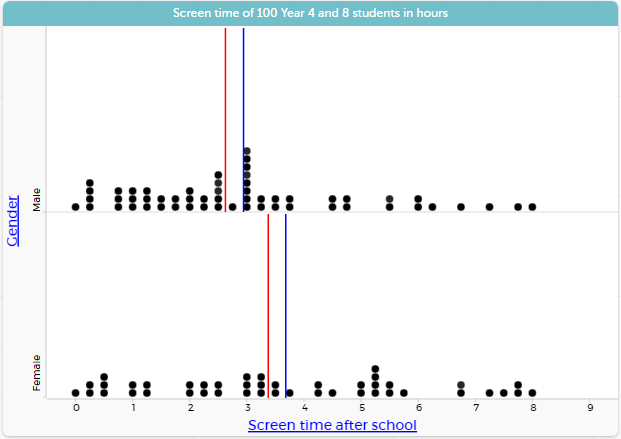 Screen time of 100 Year 4 and 8 students in hours
Gender
Male
Female
0 1 2 3 4 5 6 7 8 9
Screen time after school